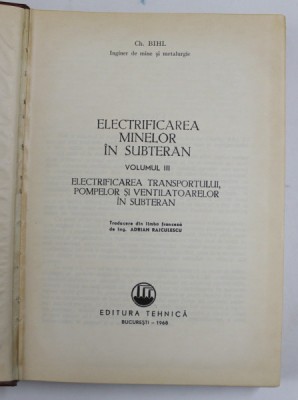 Ch. BIHL
Inginer de mine și metalurgie
ELECTRIFICAREA
MINELOR
ÎN SUBTERAN
VOLUMUL III
ELECTRIFICAREA TRANSPORTULUI,
POMPELOR ȘI VENTILATOARELOR
ÎN SUBTERAN
Traducere din limba franceză
de ing. ADRIAN BAICULESCU
EDITURA TEHNICĂ
BUCUREȘTI – 1968